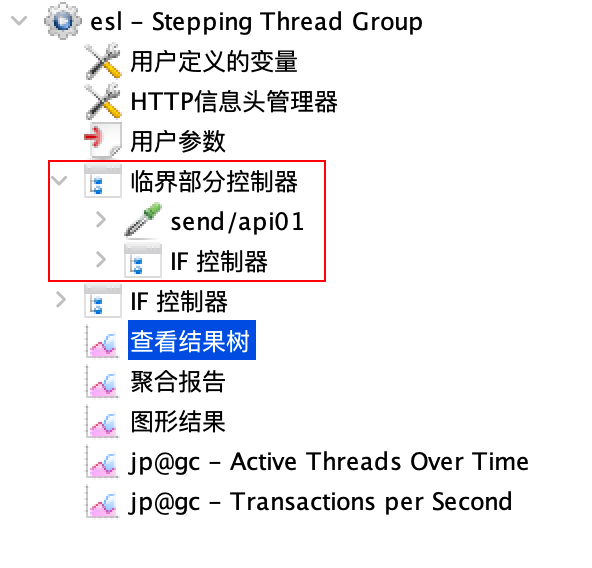 esl - Stepping Thread Group
用户定义的变量
HTTP信息头管理器
用户参数
临界部分控制器
send/api01
IF 控制器
IF 控制器
查看结果树
聚合报告
图形结果
jp@gc - Active Threads Over Time
jp@gc - Transactions per Second